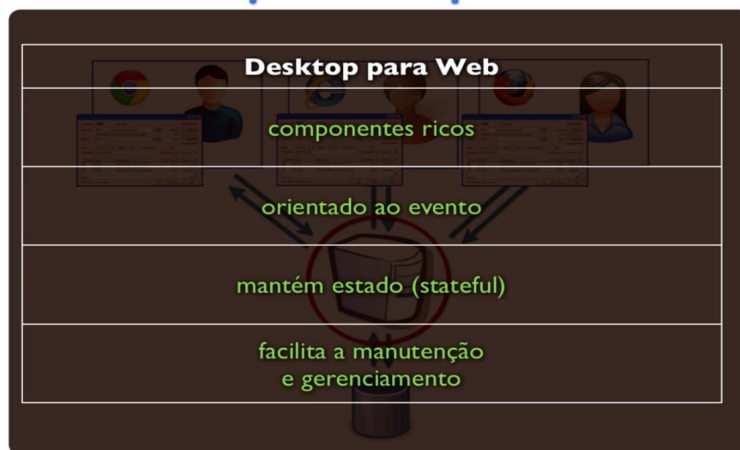 Desktop para Web
componentes ricos
orientado ao evento
mantém estado (stateful)
facilita a manutenção
e gerenciamento